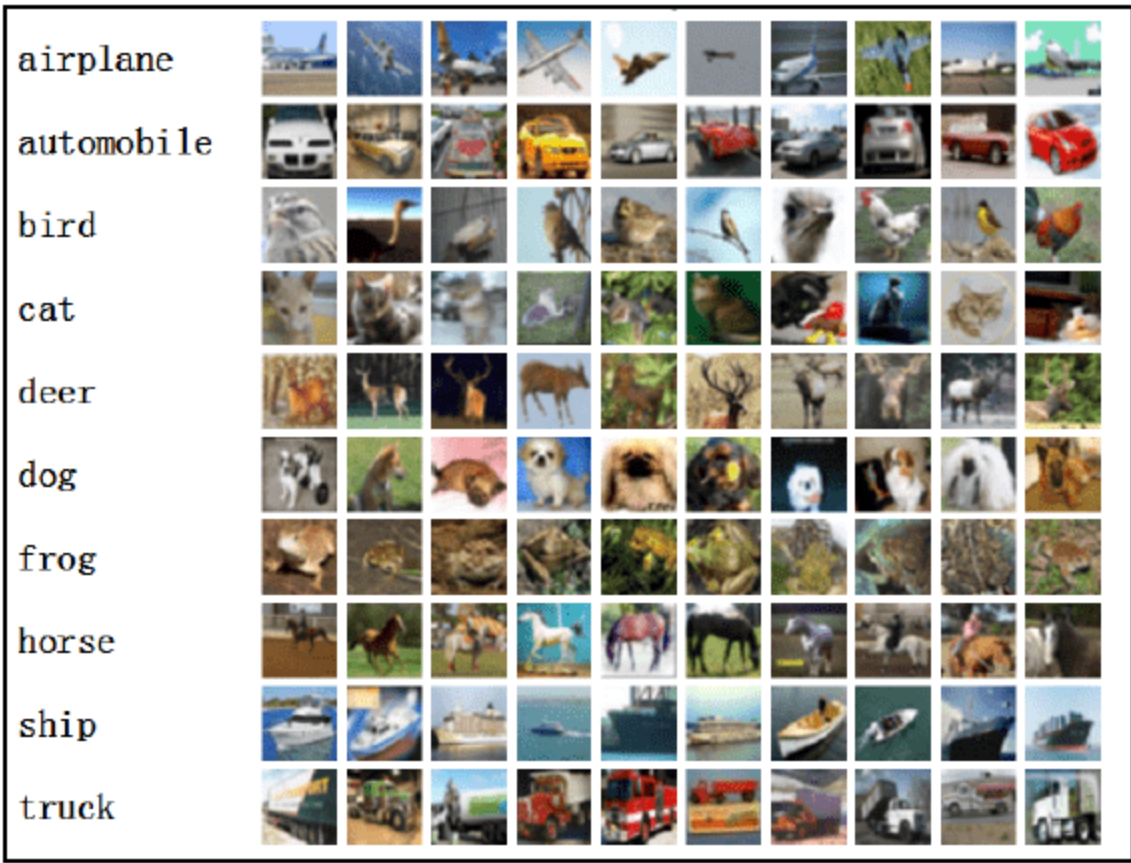 airplane
automobile
bird
cat
deer
dog
frog
horse
ship
truck